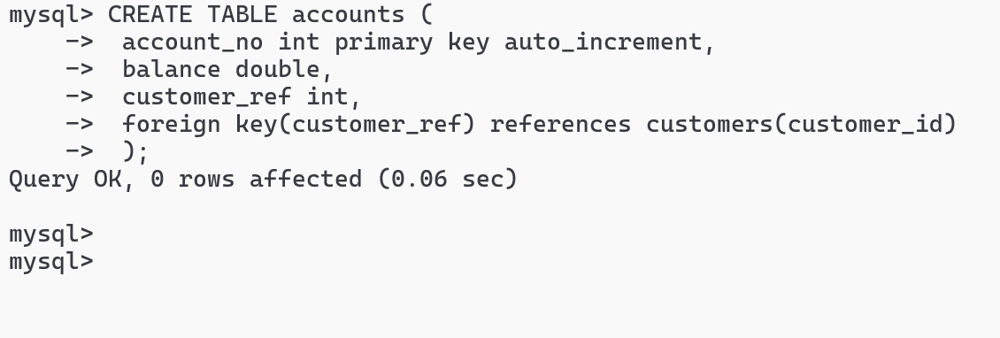 mysql> CREATE TABLE accounts (
    ->  account_no int primary key auto_increment,
    ->  balance double,
    ->  customer_ref int,
    ->  foreign key(customer_ref) references customers(customer_id)
    ->  );
Query OK, 0 rows affected (0.06 sec)

mysql>
mysql>